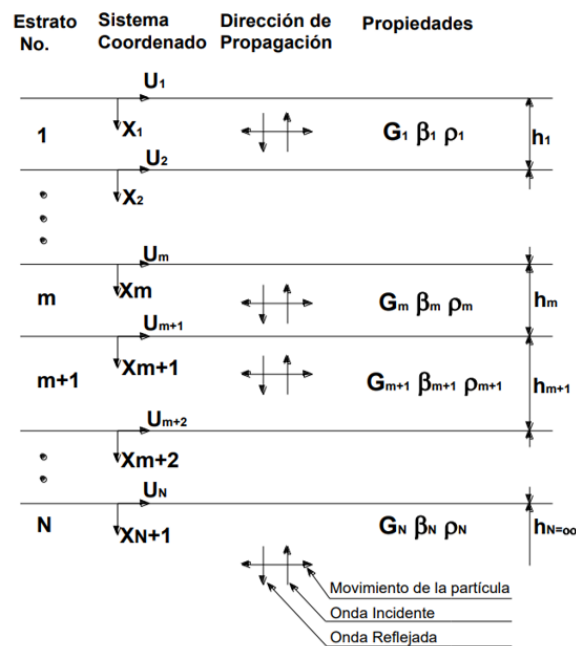 Estrato No. Sistema Coordenado Dirección de Propagación Propiedades
U1
1 X1 G1 β1 ρ1 h1
U2
X2
Um
m Xm Gm βm ρm hm
Um+1
m+1 Xm+1 Gm+1 βm+1 ρm+1 hm+1
Um+2
Xm+2
UN
N XN+1 GN βN ρN hN=∞
Movimiento de la partícula
Onda Incidente
Onda Reflejada